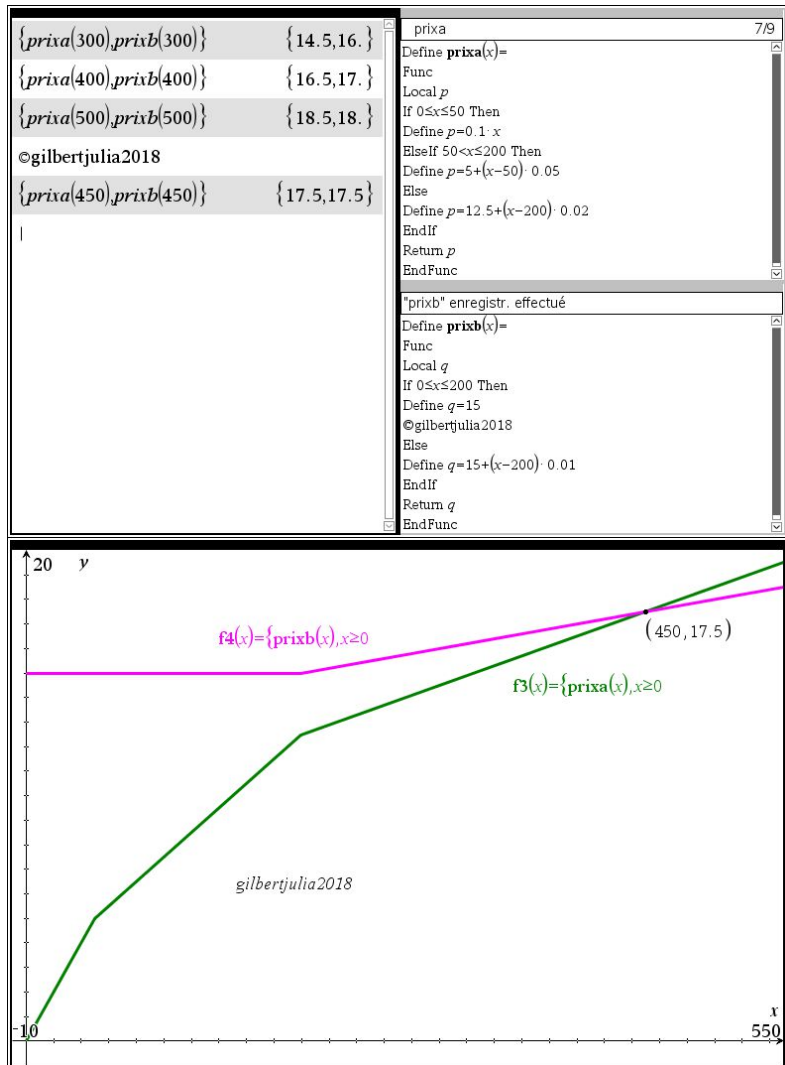 {prixa(300),prixb(300)} {14.5,16.}
{prixa(400),prixb(400)} {16.5,17.}
{prixa(500),prixb(500)} {18.5,18.}
©gilbertjulia2018
{prixa(450),prixb(450)} {17.5,17.5}
prixa 7/9
Define prixa(x)=
Func
Local p
If 0≤x≤50 Then
Define p=0.1·x
ElseIf 50<x≤200 Then
Define p=5+(x−50)·0.05
Else
Define p=12.5+(x−200)·0.02
EndIf
Return p
EndFunc
"prixb" enregistr. effectué
Define prixb(x)=
Func
Local q
If 0≤x≤200 Then
Define q=15
©gilbertjulia2018
Else
Define q=15+(x−200)·0.01
EndIf
Return q
EndFunc
20 y
f4(x)={prixb(x),x≥0
(450,17.5)
f3(x)={prixa(x),x≥0
gilbertjulia2018
x
-10 550